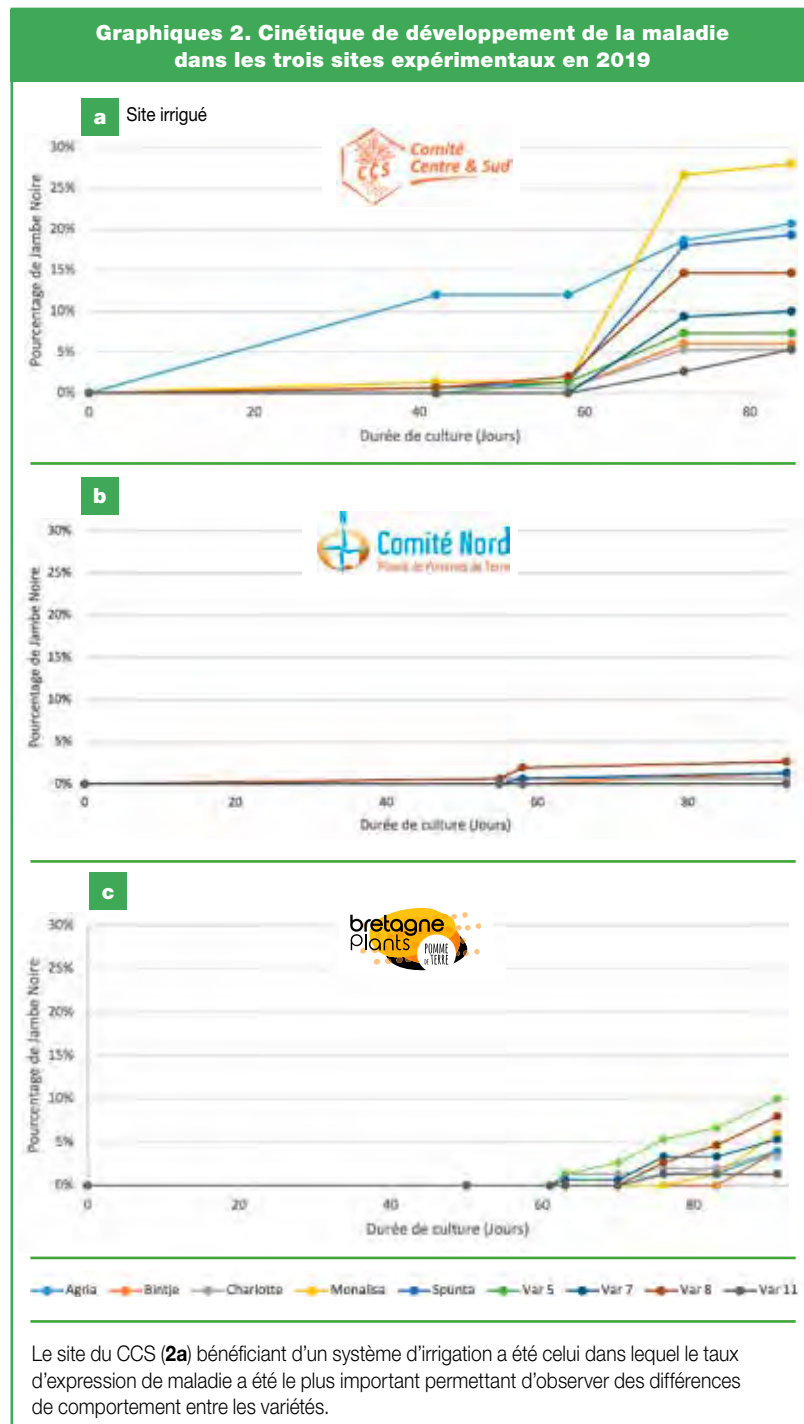 Graphiques 2. Cinétique de développement de la maladie
dans les trois sites expérimentaux en 2019
a Site irrigué
CCS Comité
Centre & Sud
Pourcentage de Jambe Noire
30%
25%
20%
15%
10%
5%
0%
0 20 40 60 80
Durée de culture (Jours)
b
N
Comité Nord
Plants de Pommes de Terre
Pourcentage de Jambe Noire
30%
25%
20%
15%
10%
5%
0%
0 20 40 60 80
Durée de culture (Jours)
c
bretagne
Plants
POMME
DE TERRE
Pourcentage de Jambe Noire
30%
25%
20%
15%
10%
5%
0%
0 20 40 60 80
Durée de culture (Jours)
Agria Bintje Charlotte Monalisa Spunta Var 5 Var 7 Var 8 Var 11
Le site du CCS (2a) bénéficiant d'un système d'irrigation a été celui dans lequel le taux
d'expression de maladie a été le plus important permettant d'observer des différences
de comportement entre les variétés.